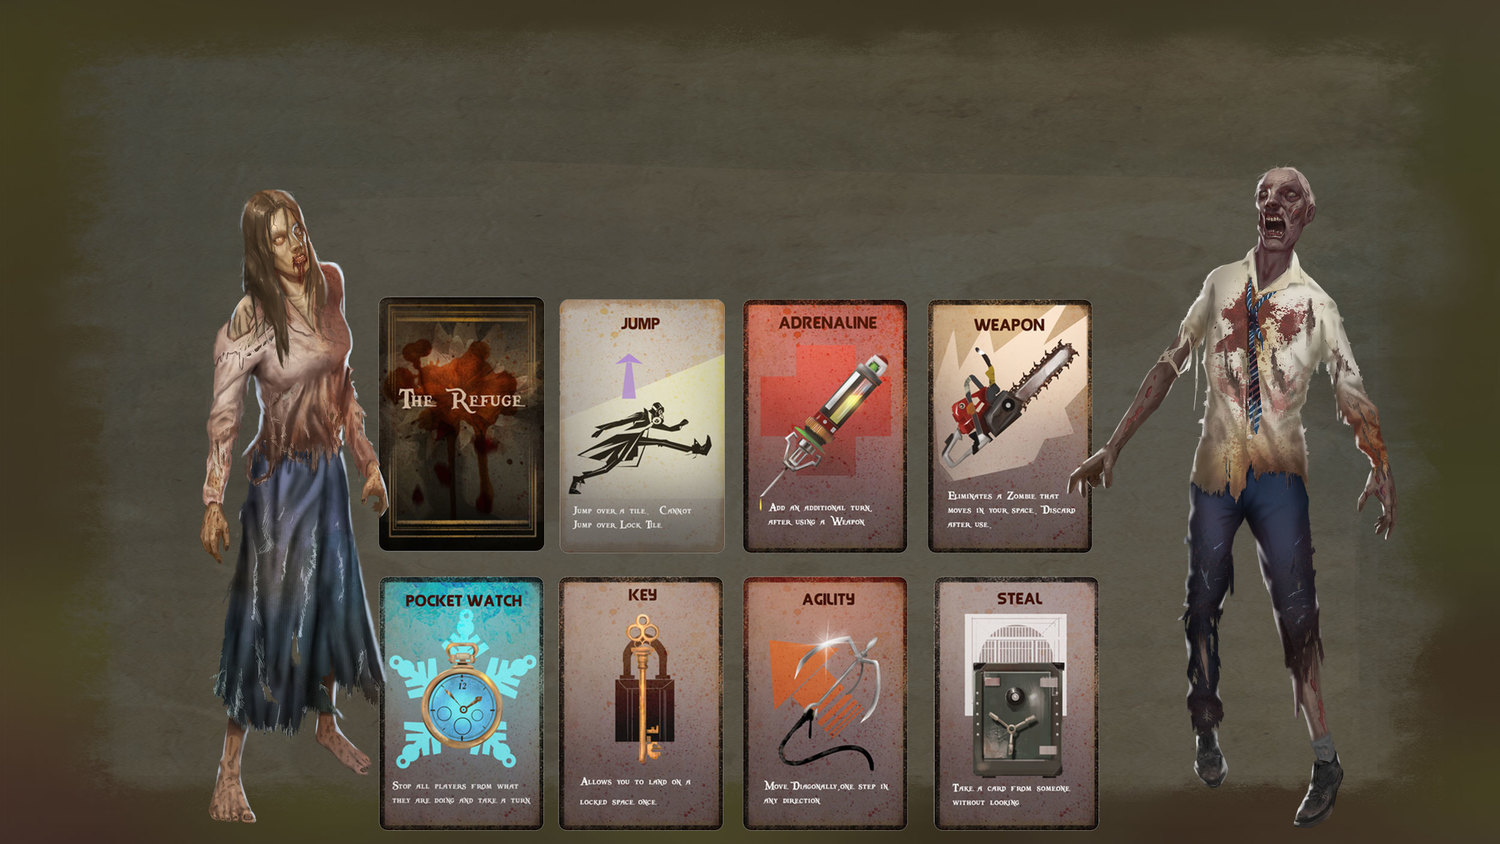 The Refuge
JUMP
Jump over a tile. Cannot
Jump over Lock Tile
ADRENALINE
Add an additional turn
after using a Weapon
WEAPON
Eliminates a Zombie that
moves in your space. Discard
after use.
POCKET WATCH
12
Stop all players from what
they are doing and take a turn
KEY
Allows you to land on a
locked space once
AGILITY
Move Diagonally one step in
any direction
STEAL
Take a card from someone
without looking